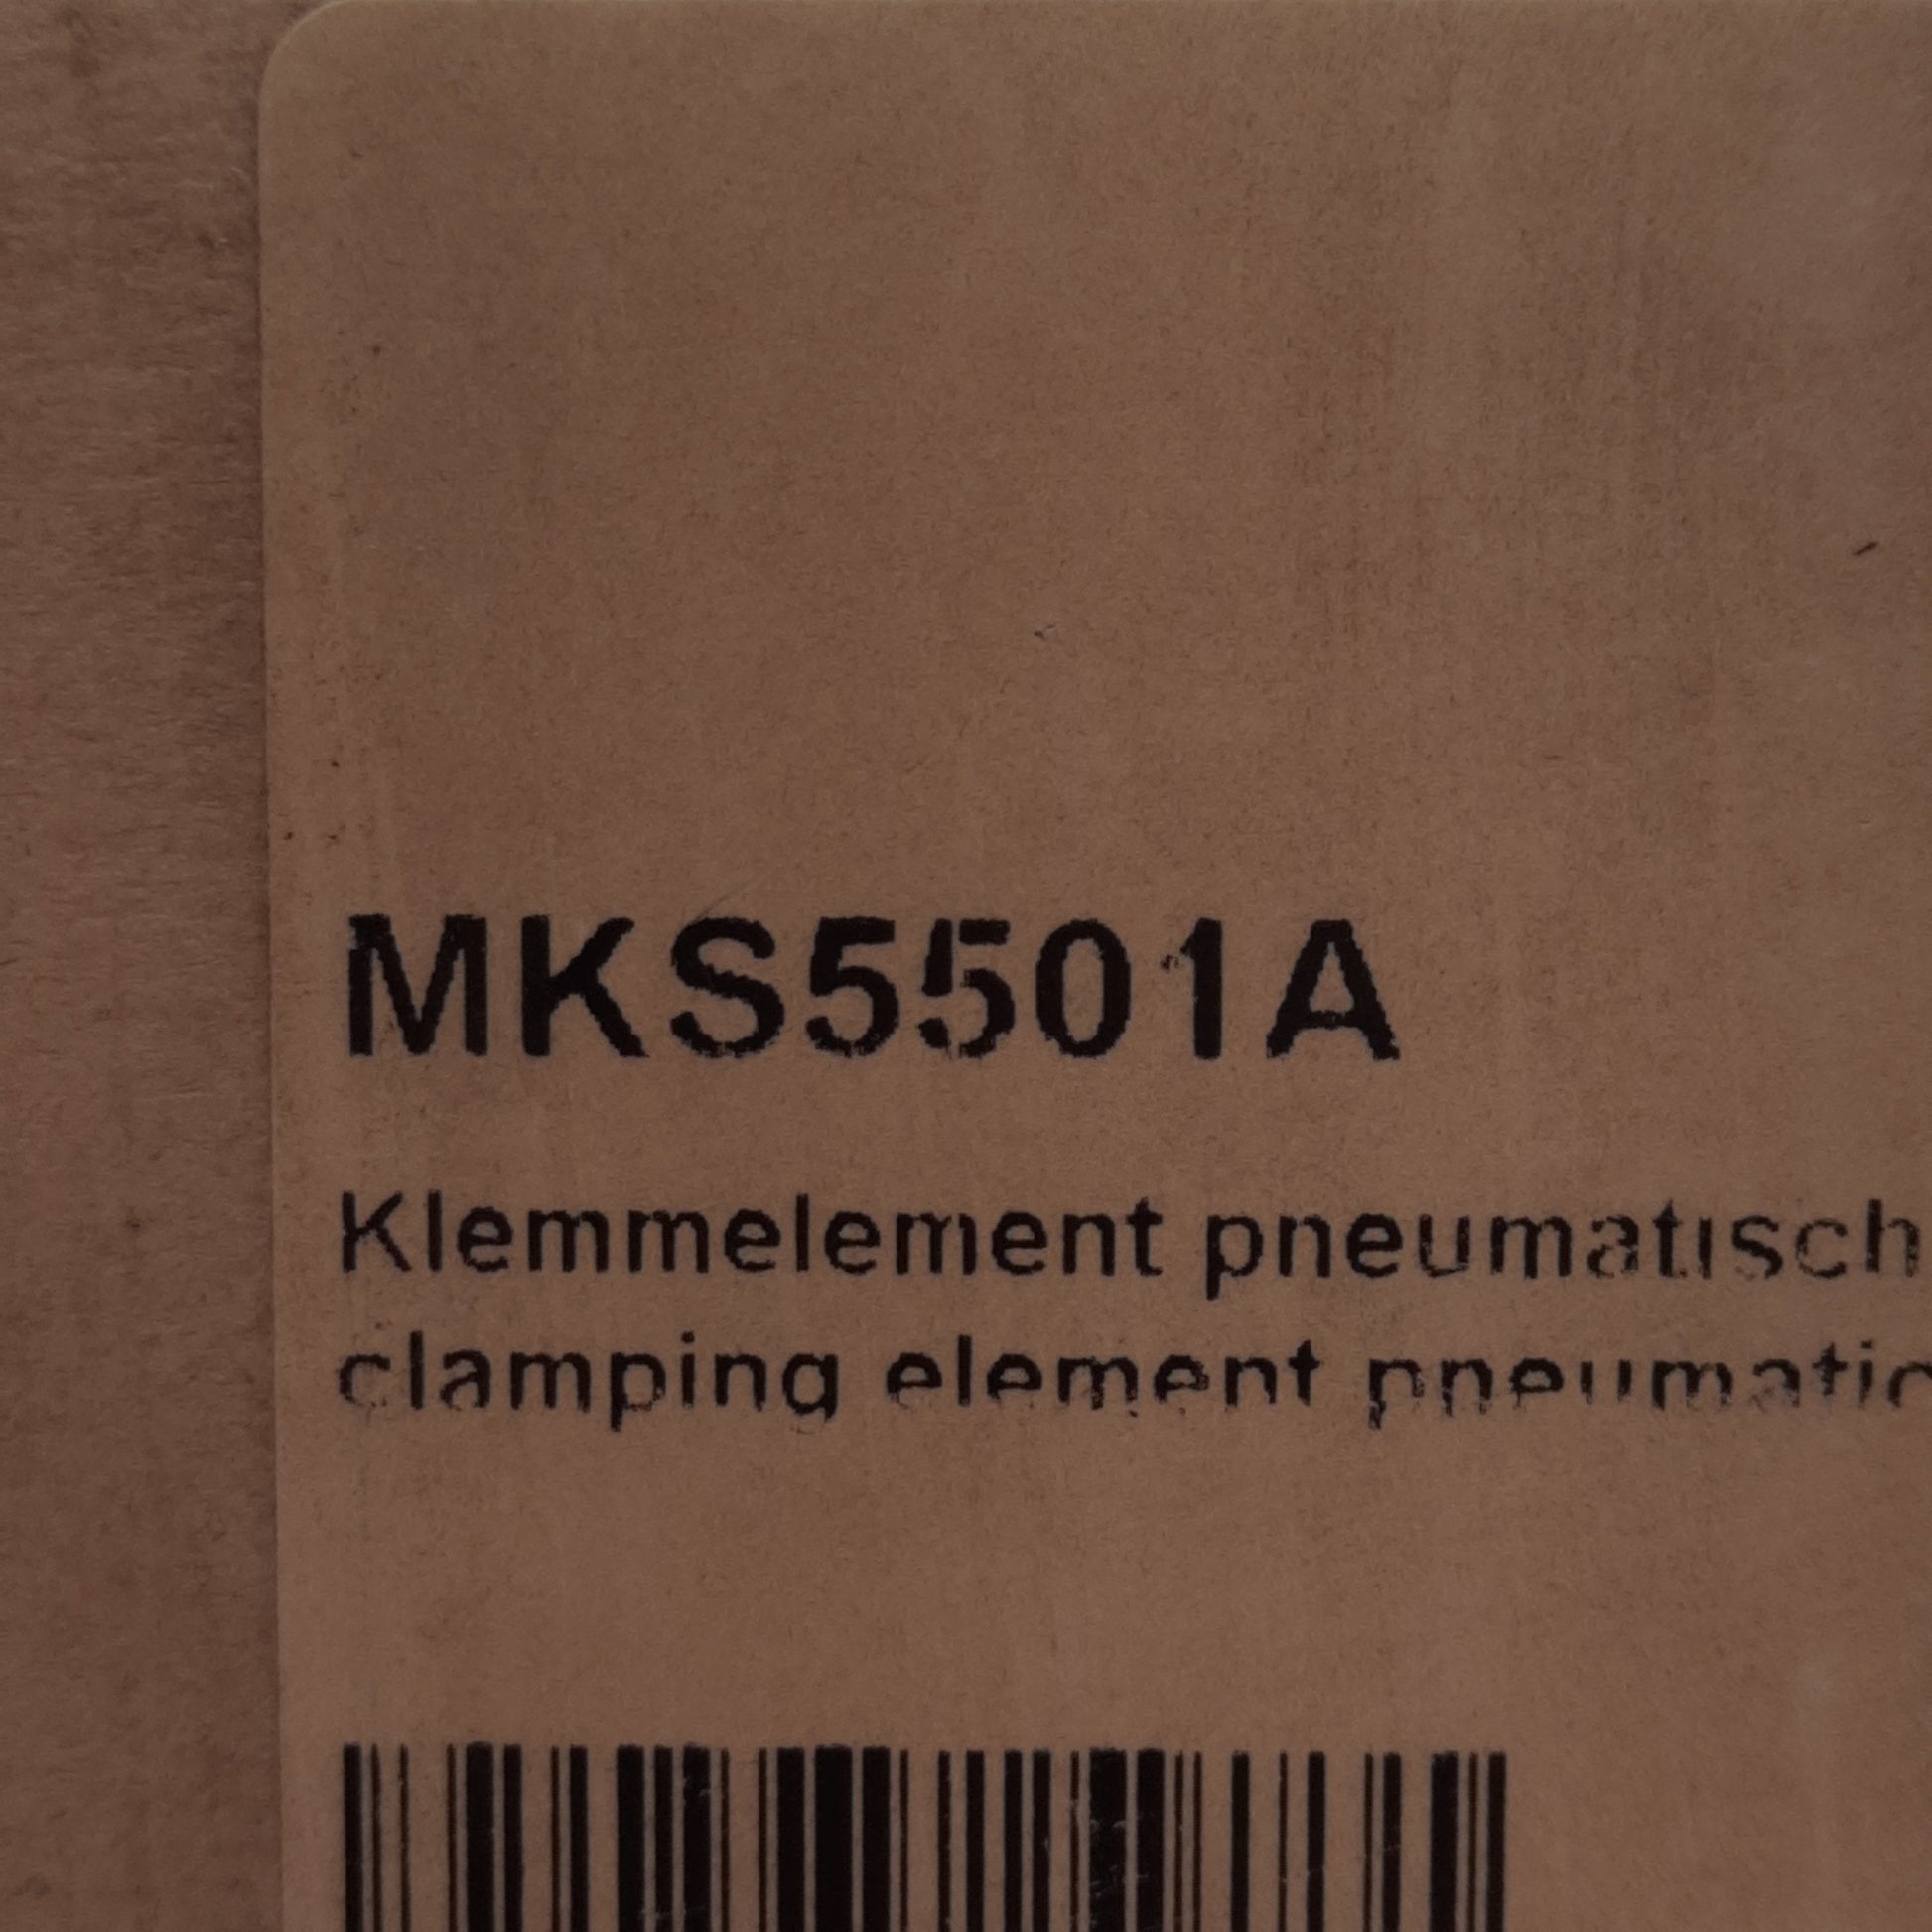 MKS5501A
Klemmelement pneumatisch
clamping element pneumatic